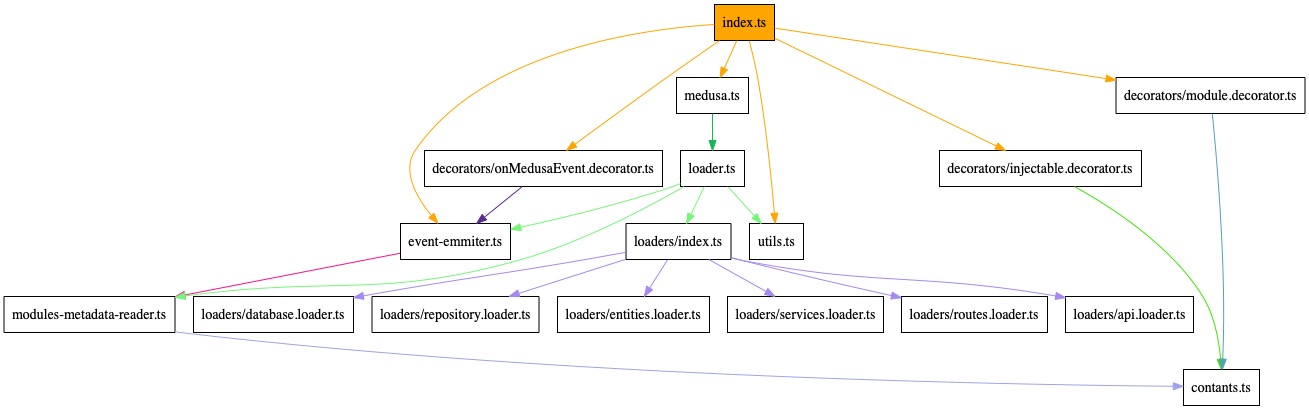 index.ts
medusa.ts
decorators/module.decorator.ts
decorators/onMedusaEvent.decorator.ts
loader.ts
decorators/injectable.decorator.ts
event-emmiter.ts
loaders/index.ts
utils.ts
modules-metadata-reader.ts
loaders/database.loader.ts
loaders/repository.loader.ts
loaders/entities.loader.ts
loaders/services.loader.ts
loaders/routes.loader.ts
loaders/api.loader.ts
contants.ts